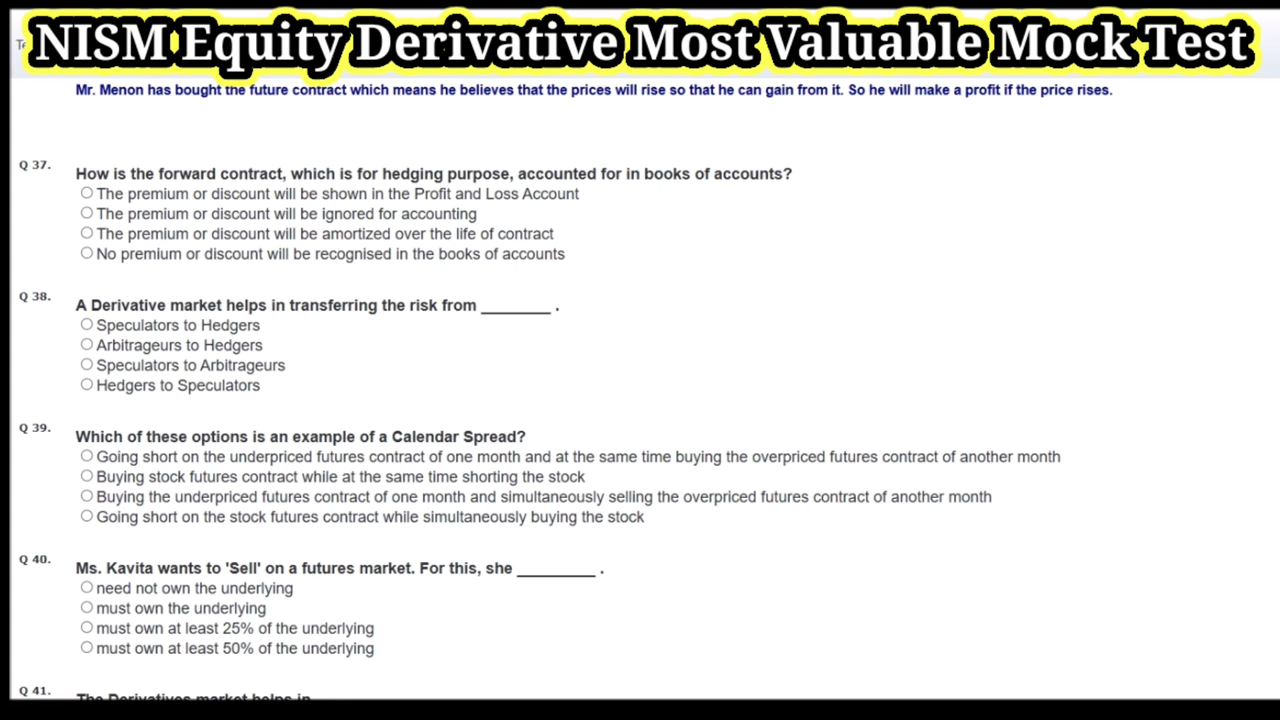 NISM Equity Derivative Most Valuable Mock Test
Mr. Menon has bought the future contract which means he believes that the prices will rise so that he can gain from it. So he will make a profit if the price rises.
Q 37.
How is the forward contract, which is for hedging purpose, accounted for in books of accounts?
The premium or discount will be shown in the Profit and Loss Account
The premium or discount will be ignored for accounting
The premium or discount will be amortized over the life of contract
No premium or discount will be recognised in the books of accounts
Q 38.
A Derivative market helps in transferring the risk from ________ .
Speculators to Hedgers
Arbitrageurs to Hedgers
Speculators to Arbitrageurs
Hedgers to Speculators
Q 39.
Which of these options is an example of a Calendar Spread?
Going short on the underpriced futures contract of one month and at the same time buying the overpriced futures contract of another month
Buying stock futures contract while at the same time shorting the stock
Buying the underpriced futures contract of one month and simultaneously selling the overpriced futures contract of another month
Going short on the stock futures contract while simultaneously buying the stock
Q 40.
Ms. Kavita wants to 'Sell' on a futures market. For this, she _________ .
need not own the underlying
must own the underlying
must own at least 25% of the underlying
must own at least 50% of the underlying
Q 41.
The Derivatives market helps in